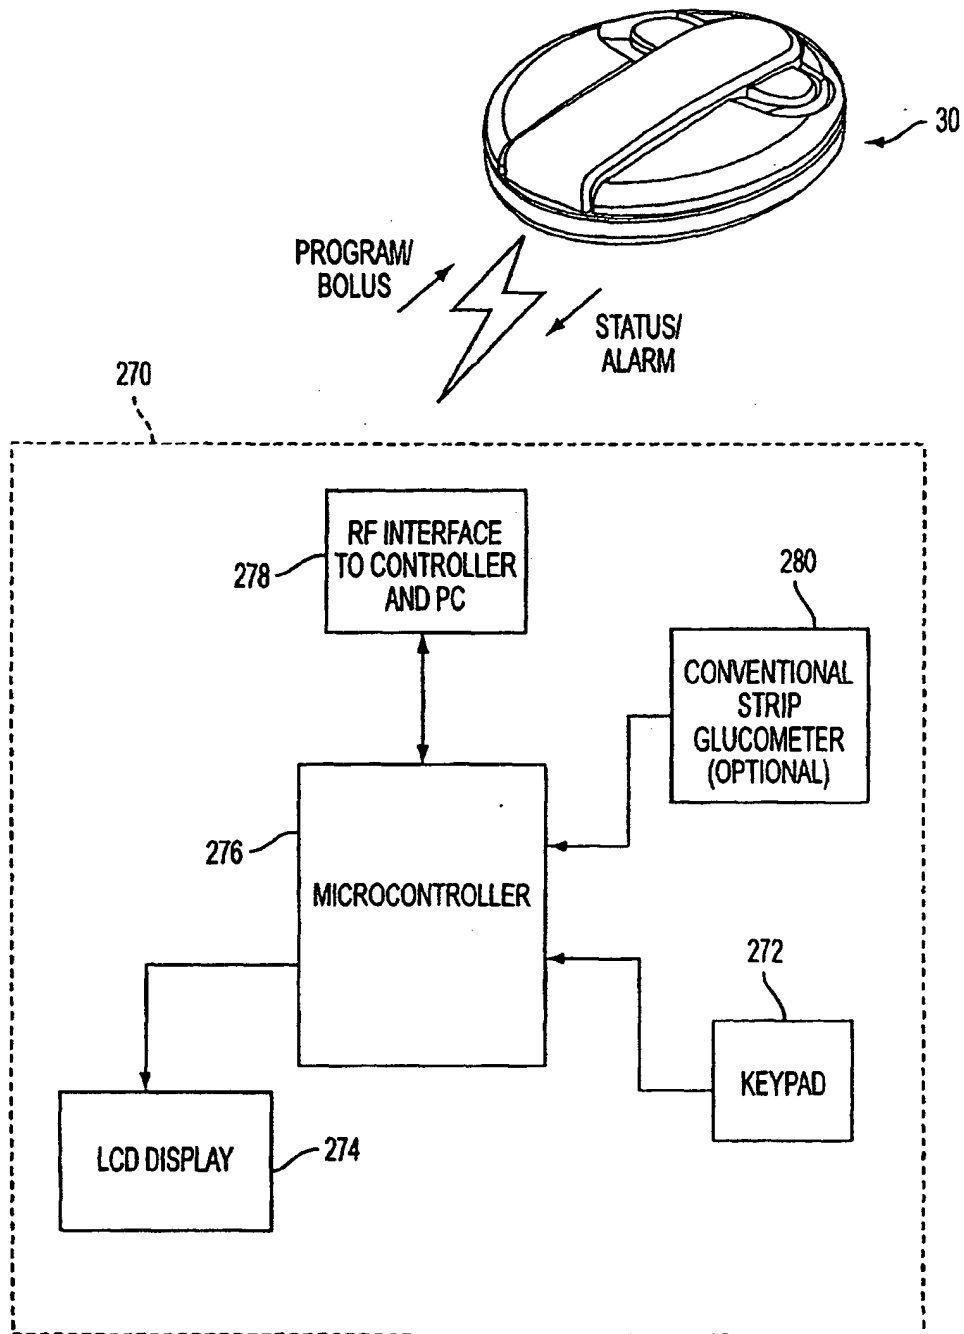 30
PROGRAM/
BOLUS
STATUS/
ALARM
270
RF INTERFACE
TO CONTROLLER
AND PC
278
280
CONVENTIONAL
STRIP
GLUCOMETER
(OPTIONAL)
276
MICROCONTROLLER
272
KEYPAD
LCD DISPLAY
274